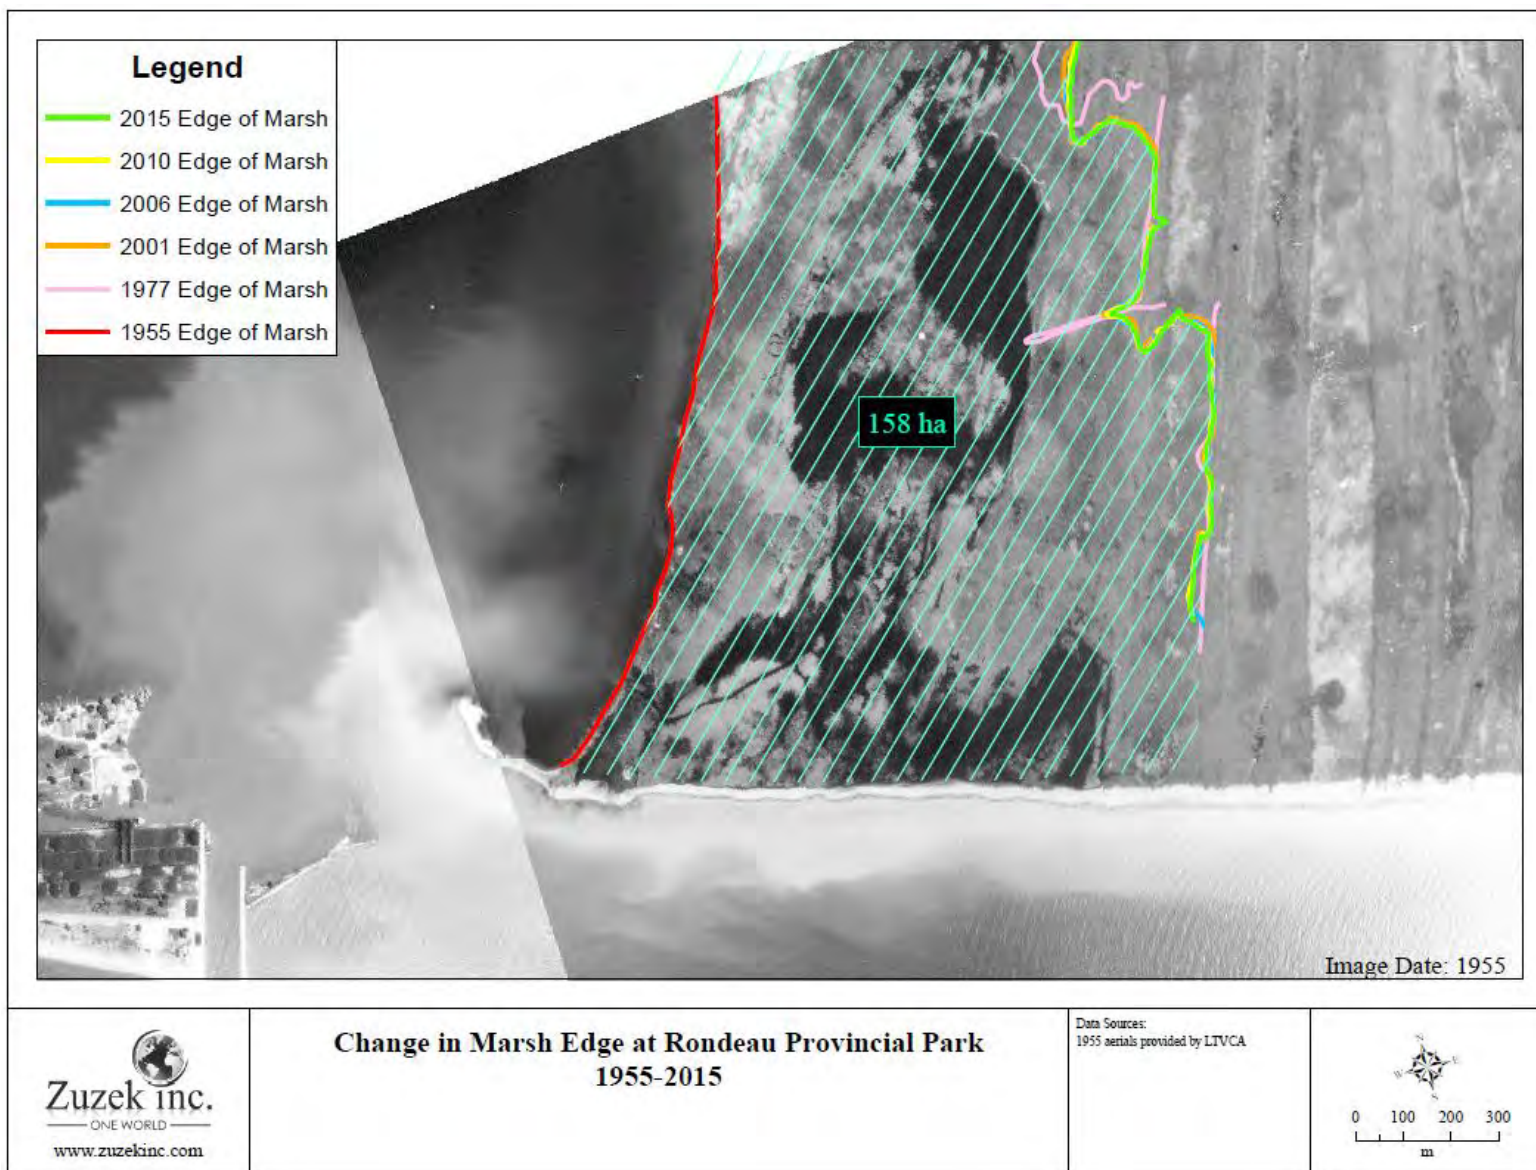 Legend
2015 Edge of Marsh
2010 Edge of Marsh
2006 Edge of Marsh
2001 Edge of Marsh
1977 Edge of Marsh
1955 Edge of Marsh
158 ha
Image Date: 1955
Zuzek inc.
ONE WORLD
www.zuzekinc.com
Change in Marsh Edge at Rondeau Provincial Park
1955-2015
Data Sources:
1955 aerials provided by LTVCA
N
W E
S
0 100 200 300
m